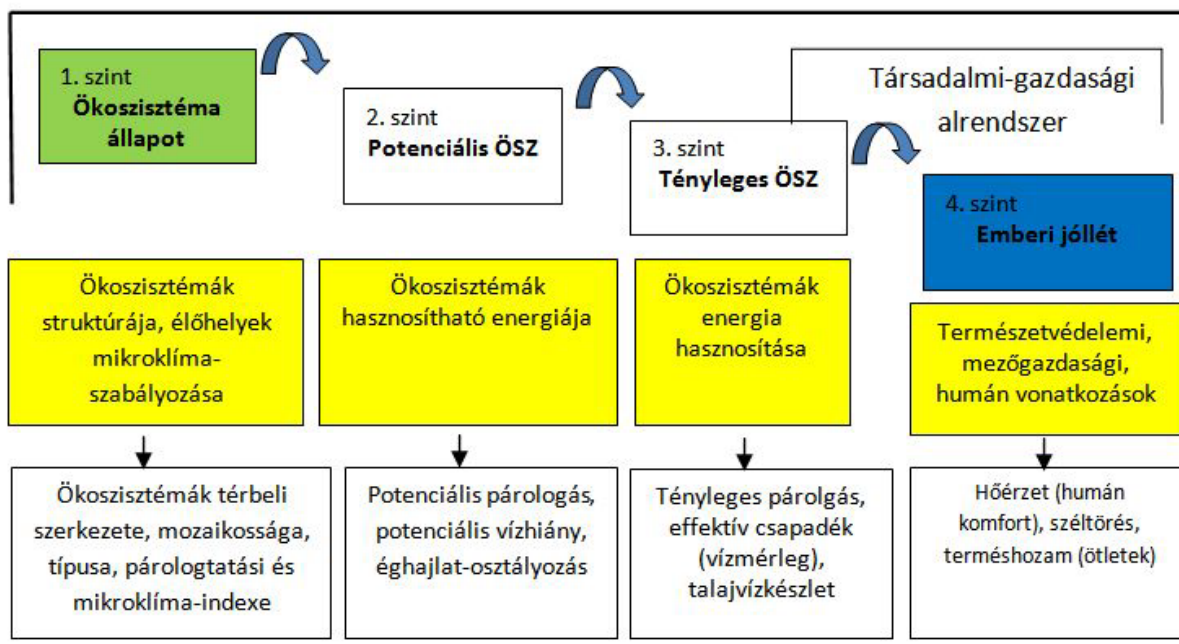 1. szint
Ökoszisztéma
állapot
2. szint
Potenciális ÖSZ
3. szint
Tényleges ÖSZ
Társadalmi-gazdasági
alrendszer
4. szint
Emberi jóllét
Ökoszisztémák
struktúrája, élőhelyek
mikroklíma-
szabályozása
Ökoszisztémák
hasznosítható energiája
Ökoszisztémák
energia
hasznosítása
Természetvédelemi,
mezőgazdasági,
humán vonatkozások
Ökoszisztémák térbeli
szerkezete, mozaikossága,
típusa, párologtatási és
mikroklíma-indexe
Potenciális párologás,
potenciális vízhiány,
éghajlat-osztályozás
Tényleges párolgás,
effektív csapadék
(vízmérleg),
talajvízkészlet
Hőérzet (humán
komfort), széltörés,
terméshozam (ötletek)